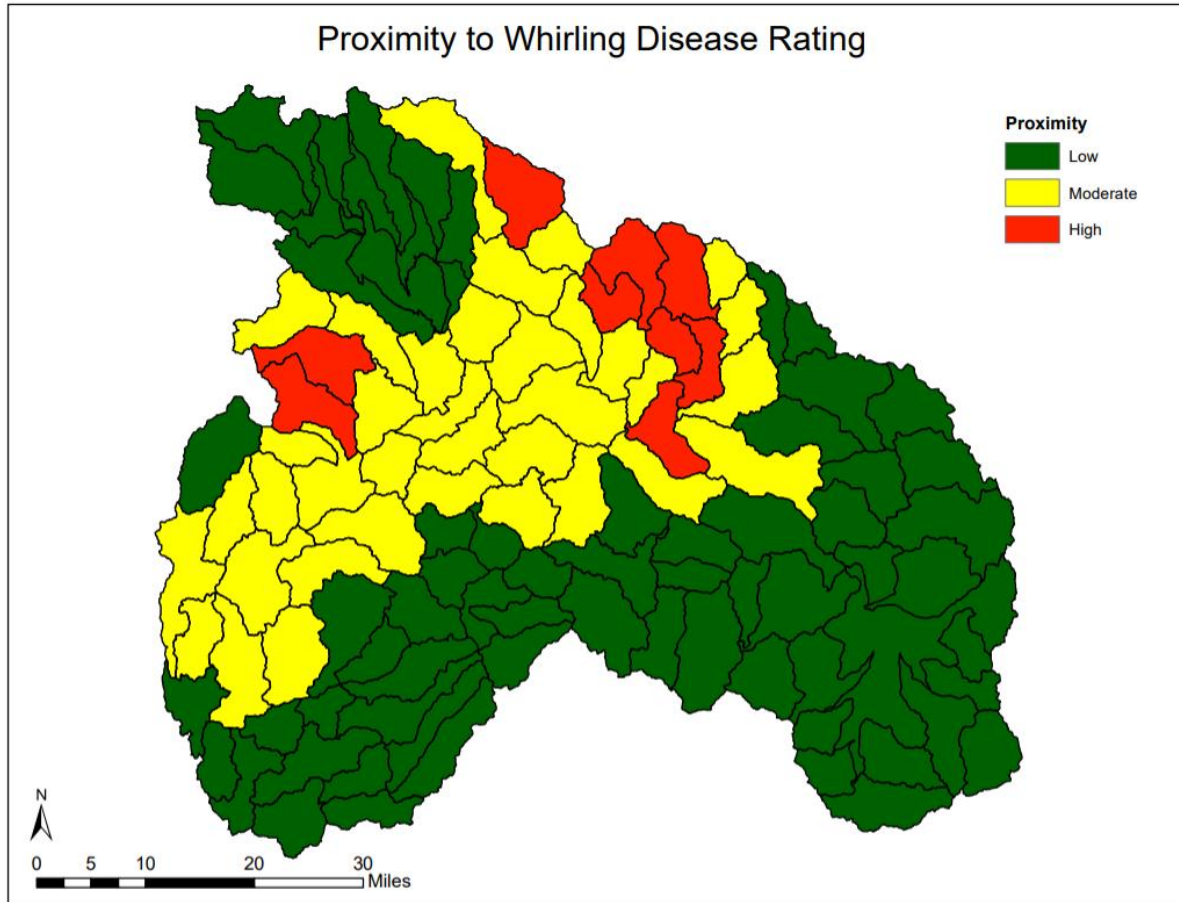 Proximity to Whirling Disease Rating
Proximity
Low
Moderate
High
N
0 5 10 20 30
Miles